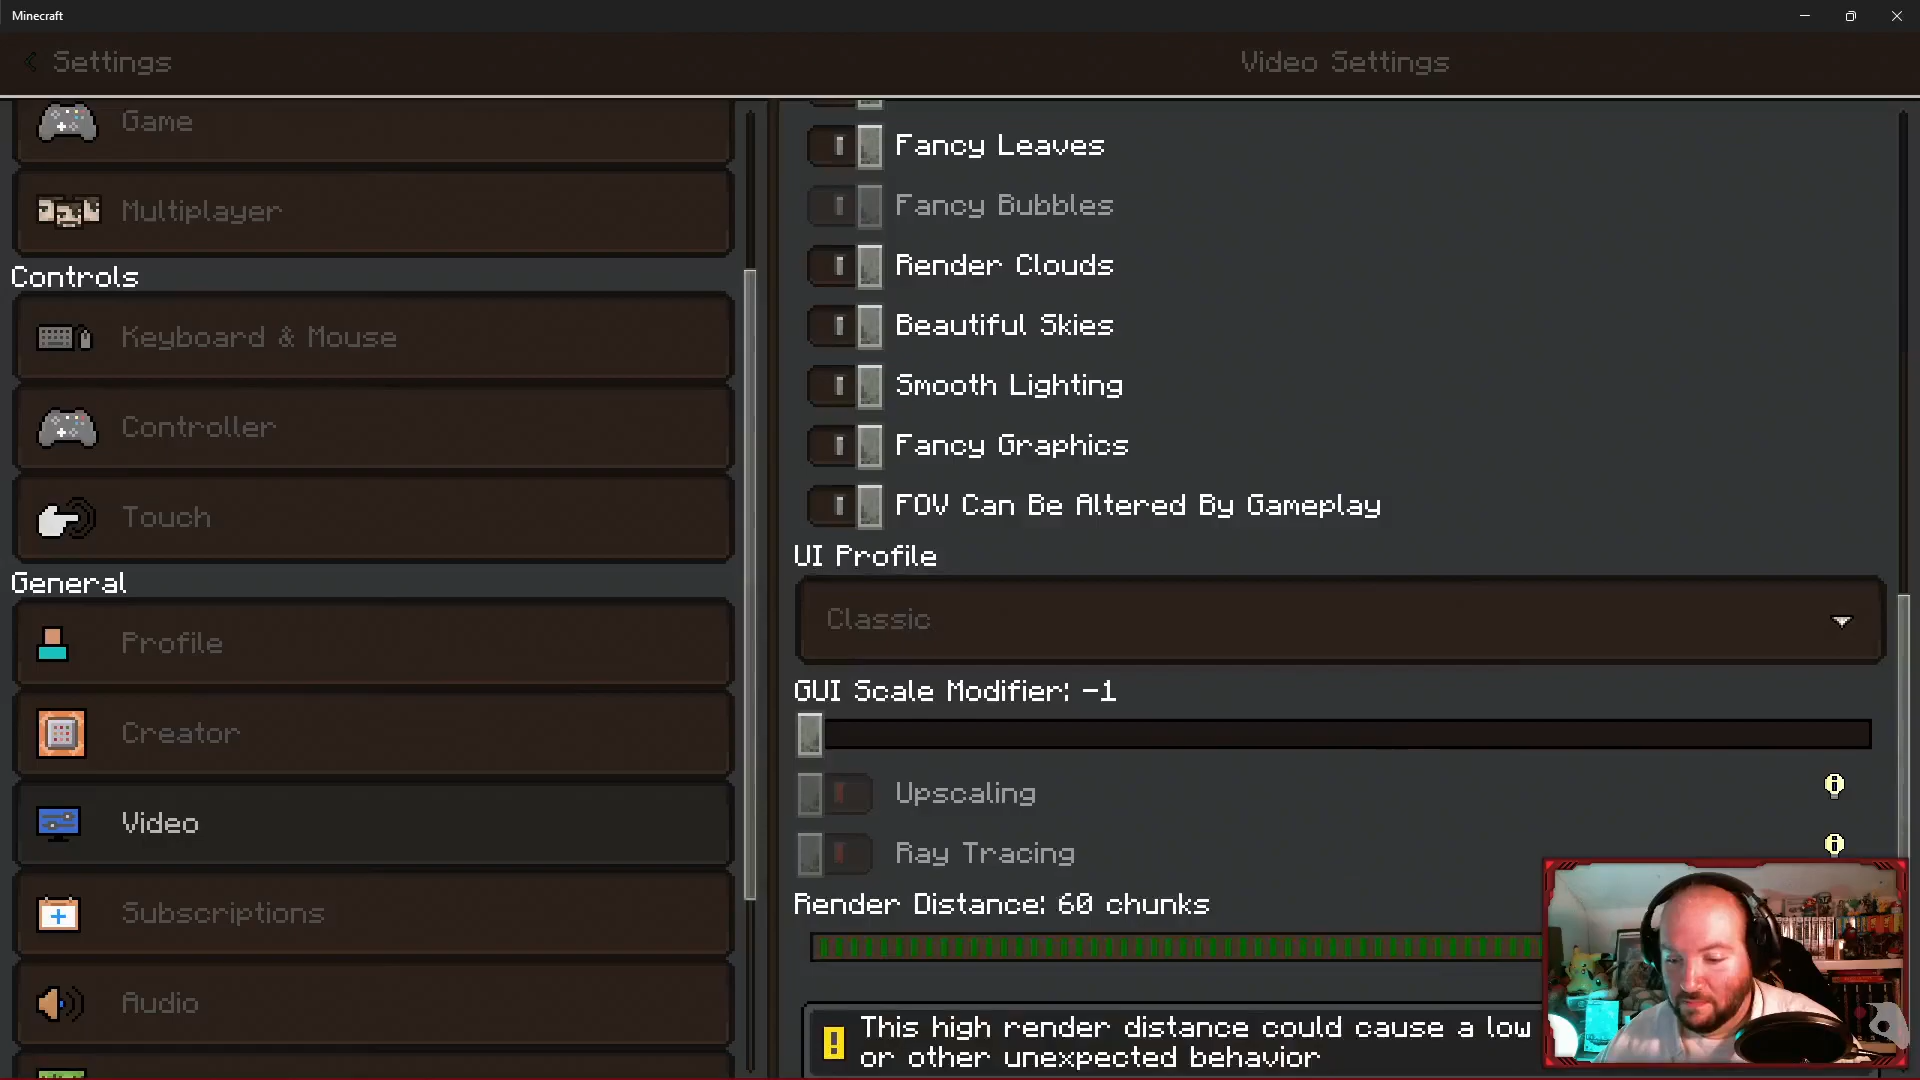 Minecraft
Settings
Video Settings
Game
Multiplayer
Controls
Keyboard & Mouse
Controller
Touch
General
Profile
Creator
Video
Subscriptions
Audio
Fancy Leaves
Fancy Bubbles
Render Clouds
Beautiful Skies
Smooth Lighting
Fancy Graphics
FOV Can Be Altered By Gameplay
UI Profile
Classic
GUI Scale Modifier: -1
Upscaling
Ray Tracing
Render Distance: 60 chunks
This high render distance could cause a low
or other unexpected behavior